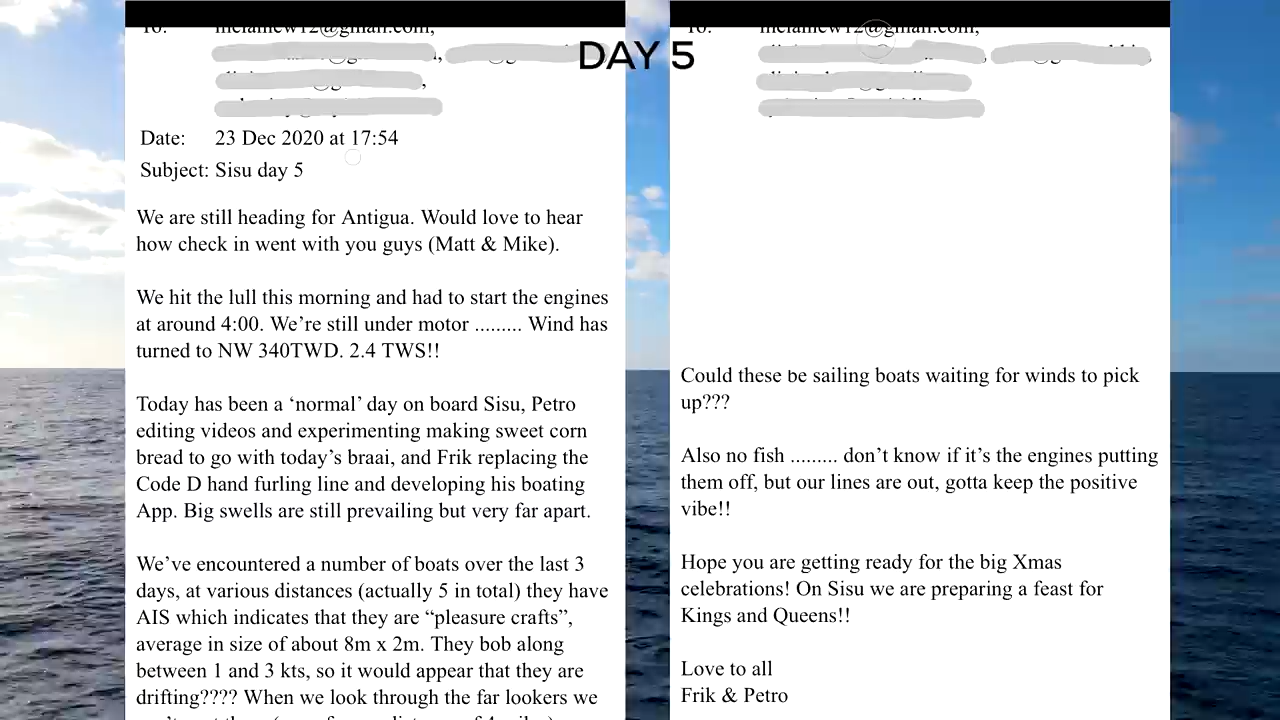 DAY 5
To:
Date: 23 Dec 2020 at 17:54
Subject: Sisu day 5
We are still heading for Antigua. Would love to hear
how check in went with you guys (Matt & Mike).
We hit the lull this morning and had to start the engines
at around 4:00. We’re still under motor ......... Wind has
turned to NW 340TWD. 2.4 TWS!!
Today has been a ‘normal’ day on board Sisu, Petro
editing videos and experimenting making sweet corn
bread to go with today’s braai, and Frik replacing the
Code D hand furling line and developing his boating
App. Big swells are still prevailing but very far apart.
We’ve encountered a number of boats over the last 3
days, at various distances (actually 5 in total) they have
AIS which indicates that they are “pleasure crafts”,
average in size of about 8m x 2m. They bob along
between 1 and 3 kts, so it would appear that they are
drifting???? When we look through the far lookers we
To:
Could these be sailing boats waiting for winds to pick
up???
Also no fish ......... don’t know if it’s the engines putting
them off, but our lines are out, gotta keep the positive
vibe!!
Hope you are getting ready for the big Xmas
celebrations! On Sisu we are preparing a feast for
Kings and Queens!!
Love to all
Frik & Petro